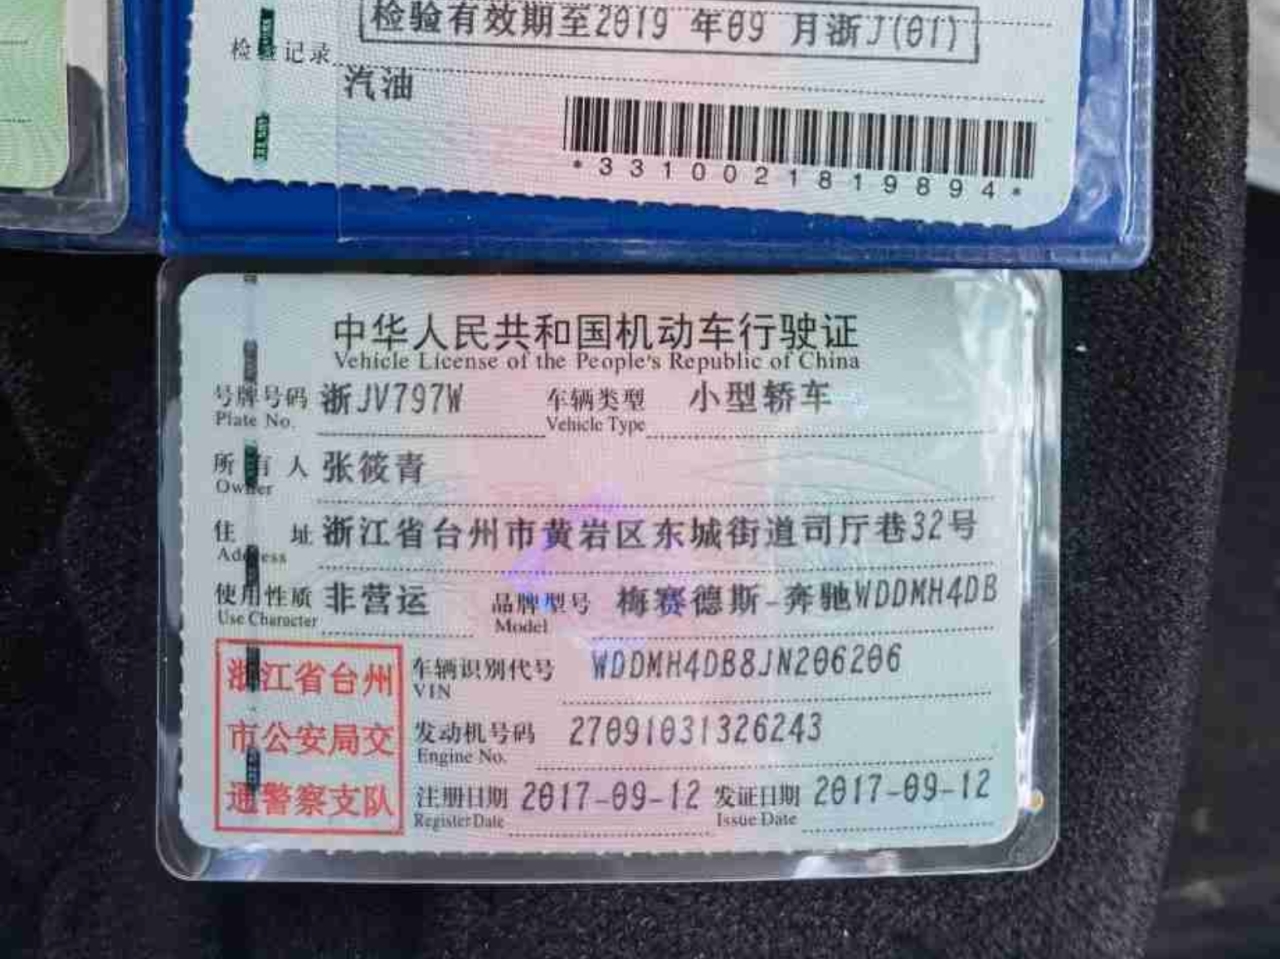 检验有效期至2019 年09 月浙J(01)
检验记录
汽油
*3310021819894*
中华人民共和国机动车行驶证
Vehicle License of the People's Republic of China
号牌号码 浙JV797W 车辆类型 小型轿车
Plate No. Vehicle Type
所有人 张筱青
Owner
住址 浙江省台州市黄岩区东城街道司厅巷32号
Address
使用性质 非营运 品牌型号 梅赛德斯-奔驰WDDMH4DB
Use Character Model
浙江省台州
市公安局交
通警察支队
车辆识别代号 WDDMH4DB8JN206206
VIN
发动机号码 27091031326243
Engine No.
注册日期 2017-09-12 发证日期 2017-09-12
Register Date Issue Date